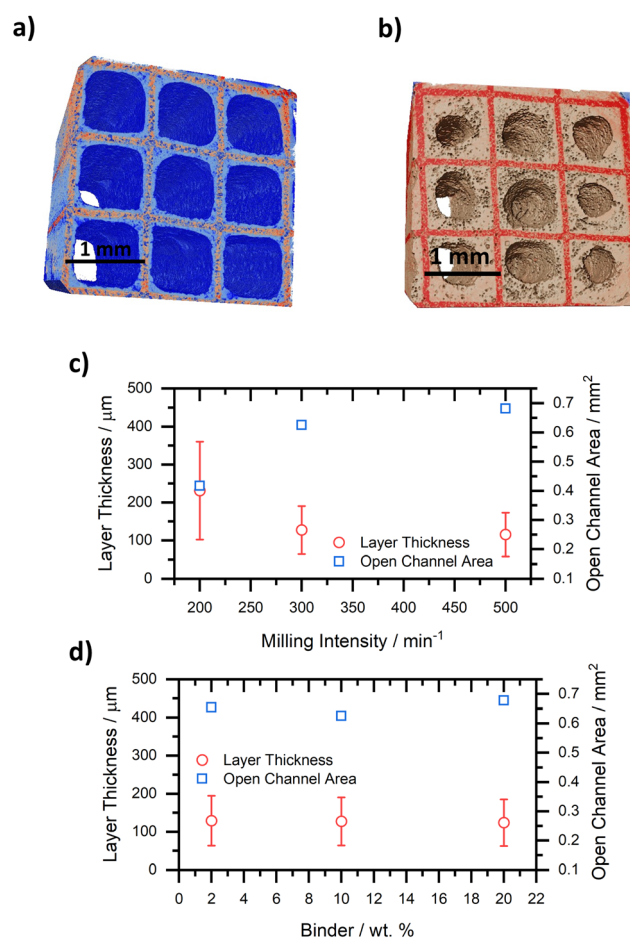 a)
b)
1 mm
1 mm
c)
500
400
300
200
100
0
Layer Thickness / μm
0.7
0.6
0.5
0.4
0.3
0.2
0.1
Open Channel Area / mm²
Layer Thickness
Open Channel Area
200 250 300 350 400 450 500
Milling Intensity / min⁻¹
d)
500
400
300
200
100
0
Layer Thickness / μm
0.7
0.6
0.5
0.4
0.3
0.2
0.1
Open Channel Area / mm²
Layer Thickness
Open Channel Area
0 2 4 6 8 10 12 14 16 18 20 22
Binder / wt. %